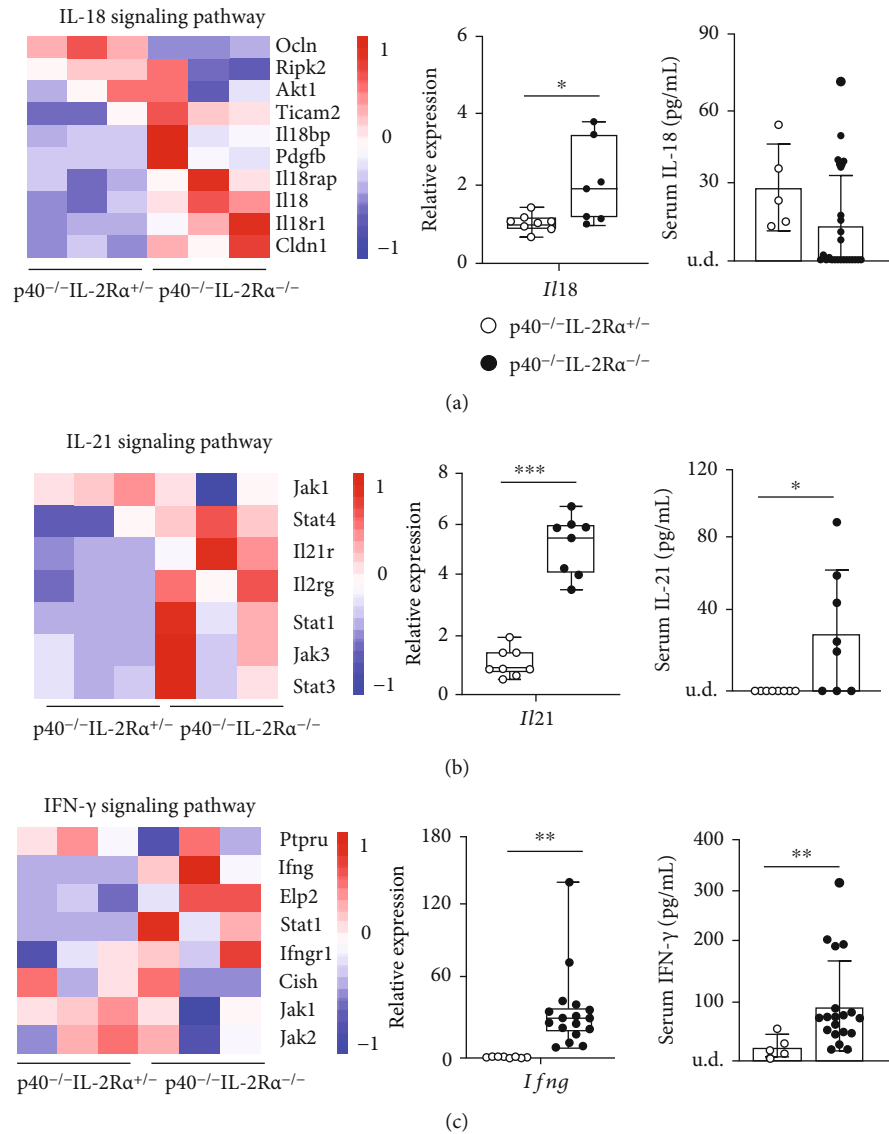 IL-18 signaling pathway
Ocln
Ripk2
Akt1
Ticam2
Il18bp
Pdgfb
Il18rap
Il18
Il18r1
Cldn1
1
0
−1
p40⁻/⁻IL-2Rα⁺/⁻ p40⁻/⁻IL-2Rα⁻/⁻
Relative expression
6
4
2
0
*
Il18
Serum IL-18 (pg/mL)
90
60
30
u.d.
p40⁻/⁻IL-2Rα⁺/⁻
p40⁻/⁻IL-2Rα⁻/⁻
(a)
IL-21 signaling pathway
Jak1
Stat4
Il21r
Il2rg
Stat1
Jak3
Stat3
1
0
−1
p40⁻/⁻IL-2Rα⁺/⁻ p40⁻/⁻IL-2Rα⁻/⁻
Relative expression
8
6
4
2
0
***
Il21
Serum IL-21 (pg/mL)
120
80
40
u.d.
*
(b)
IFN-γ signaling pathway
Ptpru
Ifng
Elp2
Stat1
Ifngr1
Cish
Jak1
Jak2
1
0
−1
p40⁻/⁻IL-2Rα⁺/⁻ p40⁻/⁻IL-2Rα⁻/⁻
Relative expression
180
120
60
0
**
Ifng
Serum IFN-γ (pg/mL)
400
300
200
100
u.d.
**
(c)